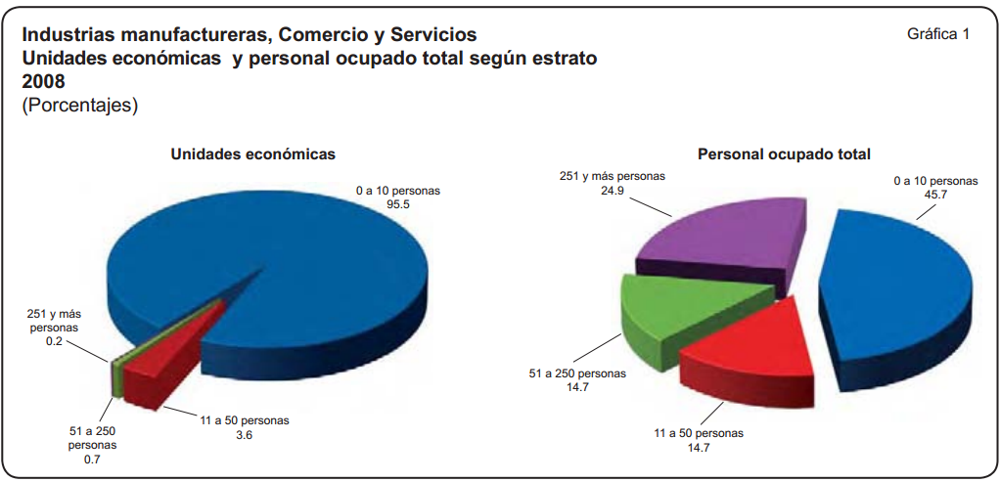 Industrias manufactureras, Comercio y Servicios
Gráfica 1
Unidades económicas y personal ocupado total según estrato
2008
(Porcentajes)
Unidades económicas
0 a 10 personas
95.5
251 y más
personas
0.2
51 a 250
personas
0.7
11 a 50 personas
3.6
Personal ocupado total
251 y más personas
24.9
0 a 10 personas
45.7
51 a 250 personas
14.7
11 a 50 personas
14.7